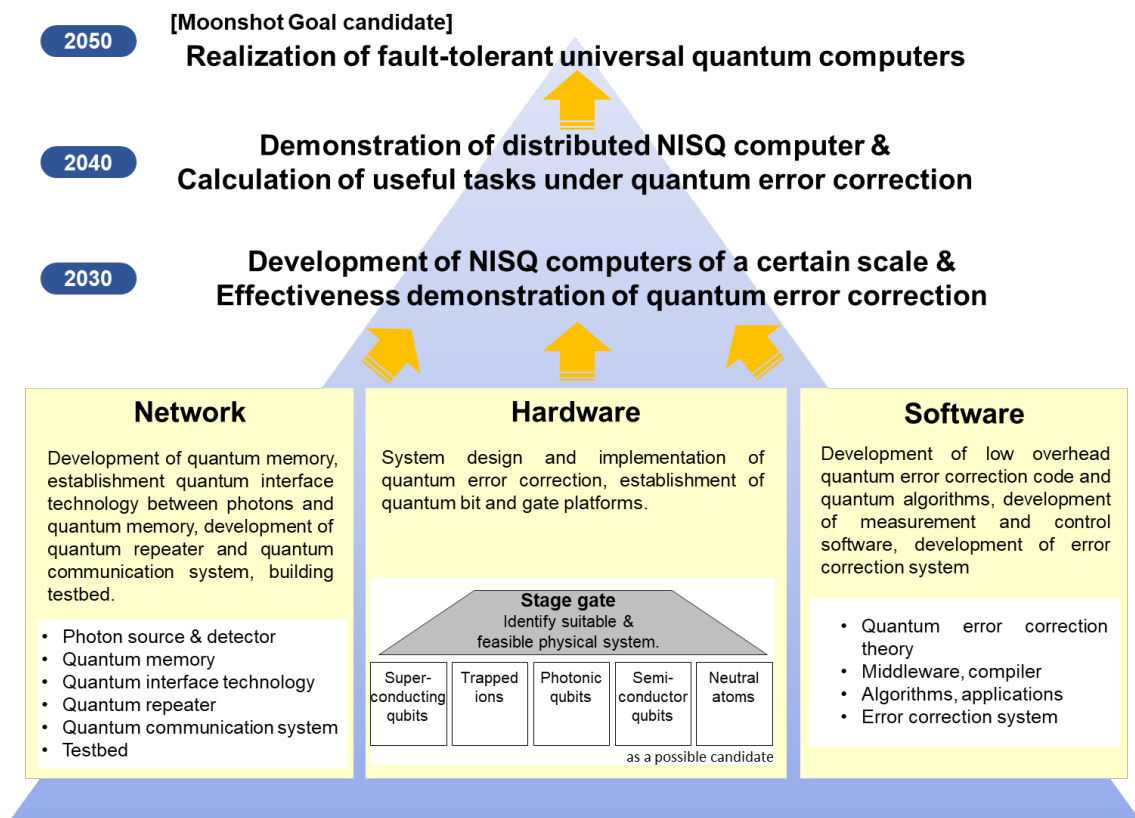 [Moonshot Goal candidate]
2050
Realization of fault-tolerant universal quantum computers
2040
Demonstration of distributed NISQ computer &
Calculation of useful tasks under quantum error correction
2030
Development of NISQ computers of a certain scale &
Effectiveness demonstration of quantum error correction
Network
Development of quantum memory,
establishment quantum interface
technology between photons and
quantum memory, development of
quantum repeater and quantum
communication system, building
testbed.
• Photon source & detector
• Quantum memory
• Quantum interface technology
• Quantum repeater
• Quantum communication system
• Testbed
Hardware
System design and implementation of
quantum error correction, establishment of
quantum bit and gate platforms.
Stage gate
Identify suitable &
feasible physical system.
Super-
conducting
qubits
Trapped
ions
Photonic
qubits
Semi-
conductor
qubits
Neutral
atoms
as a possible candidate
Software
Development of low overhead
quantum error correction code and
quantum algorithms, development
of measurement and control
software, development of error
correction system
• Quantum error correction
theory
• Middleware, compiler
• Algorithms, applications
• Error correction system